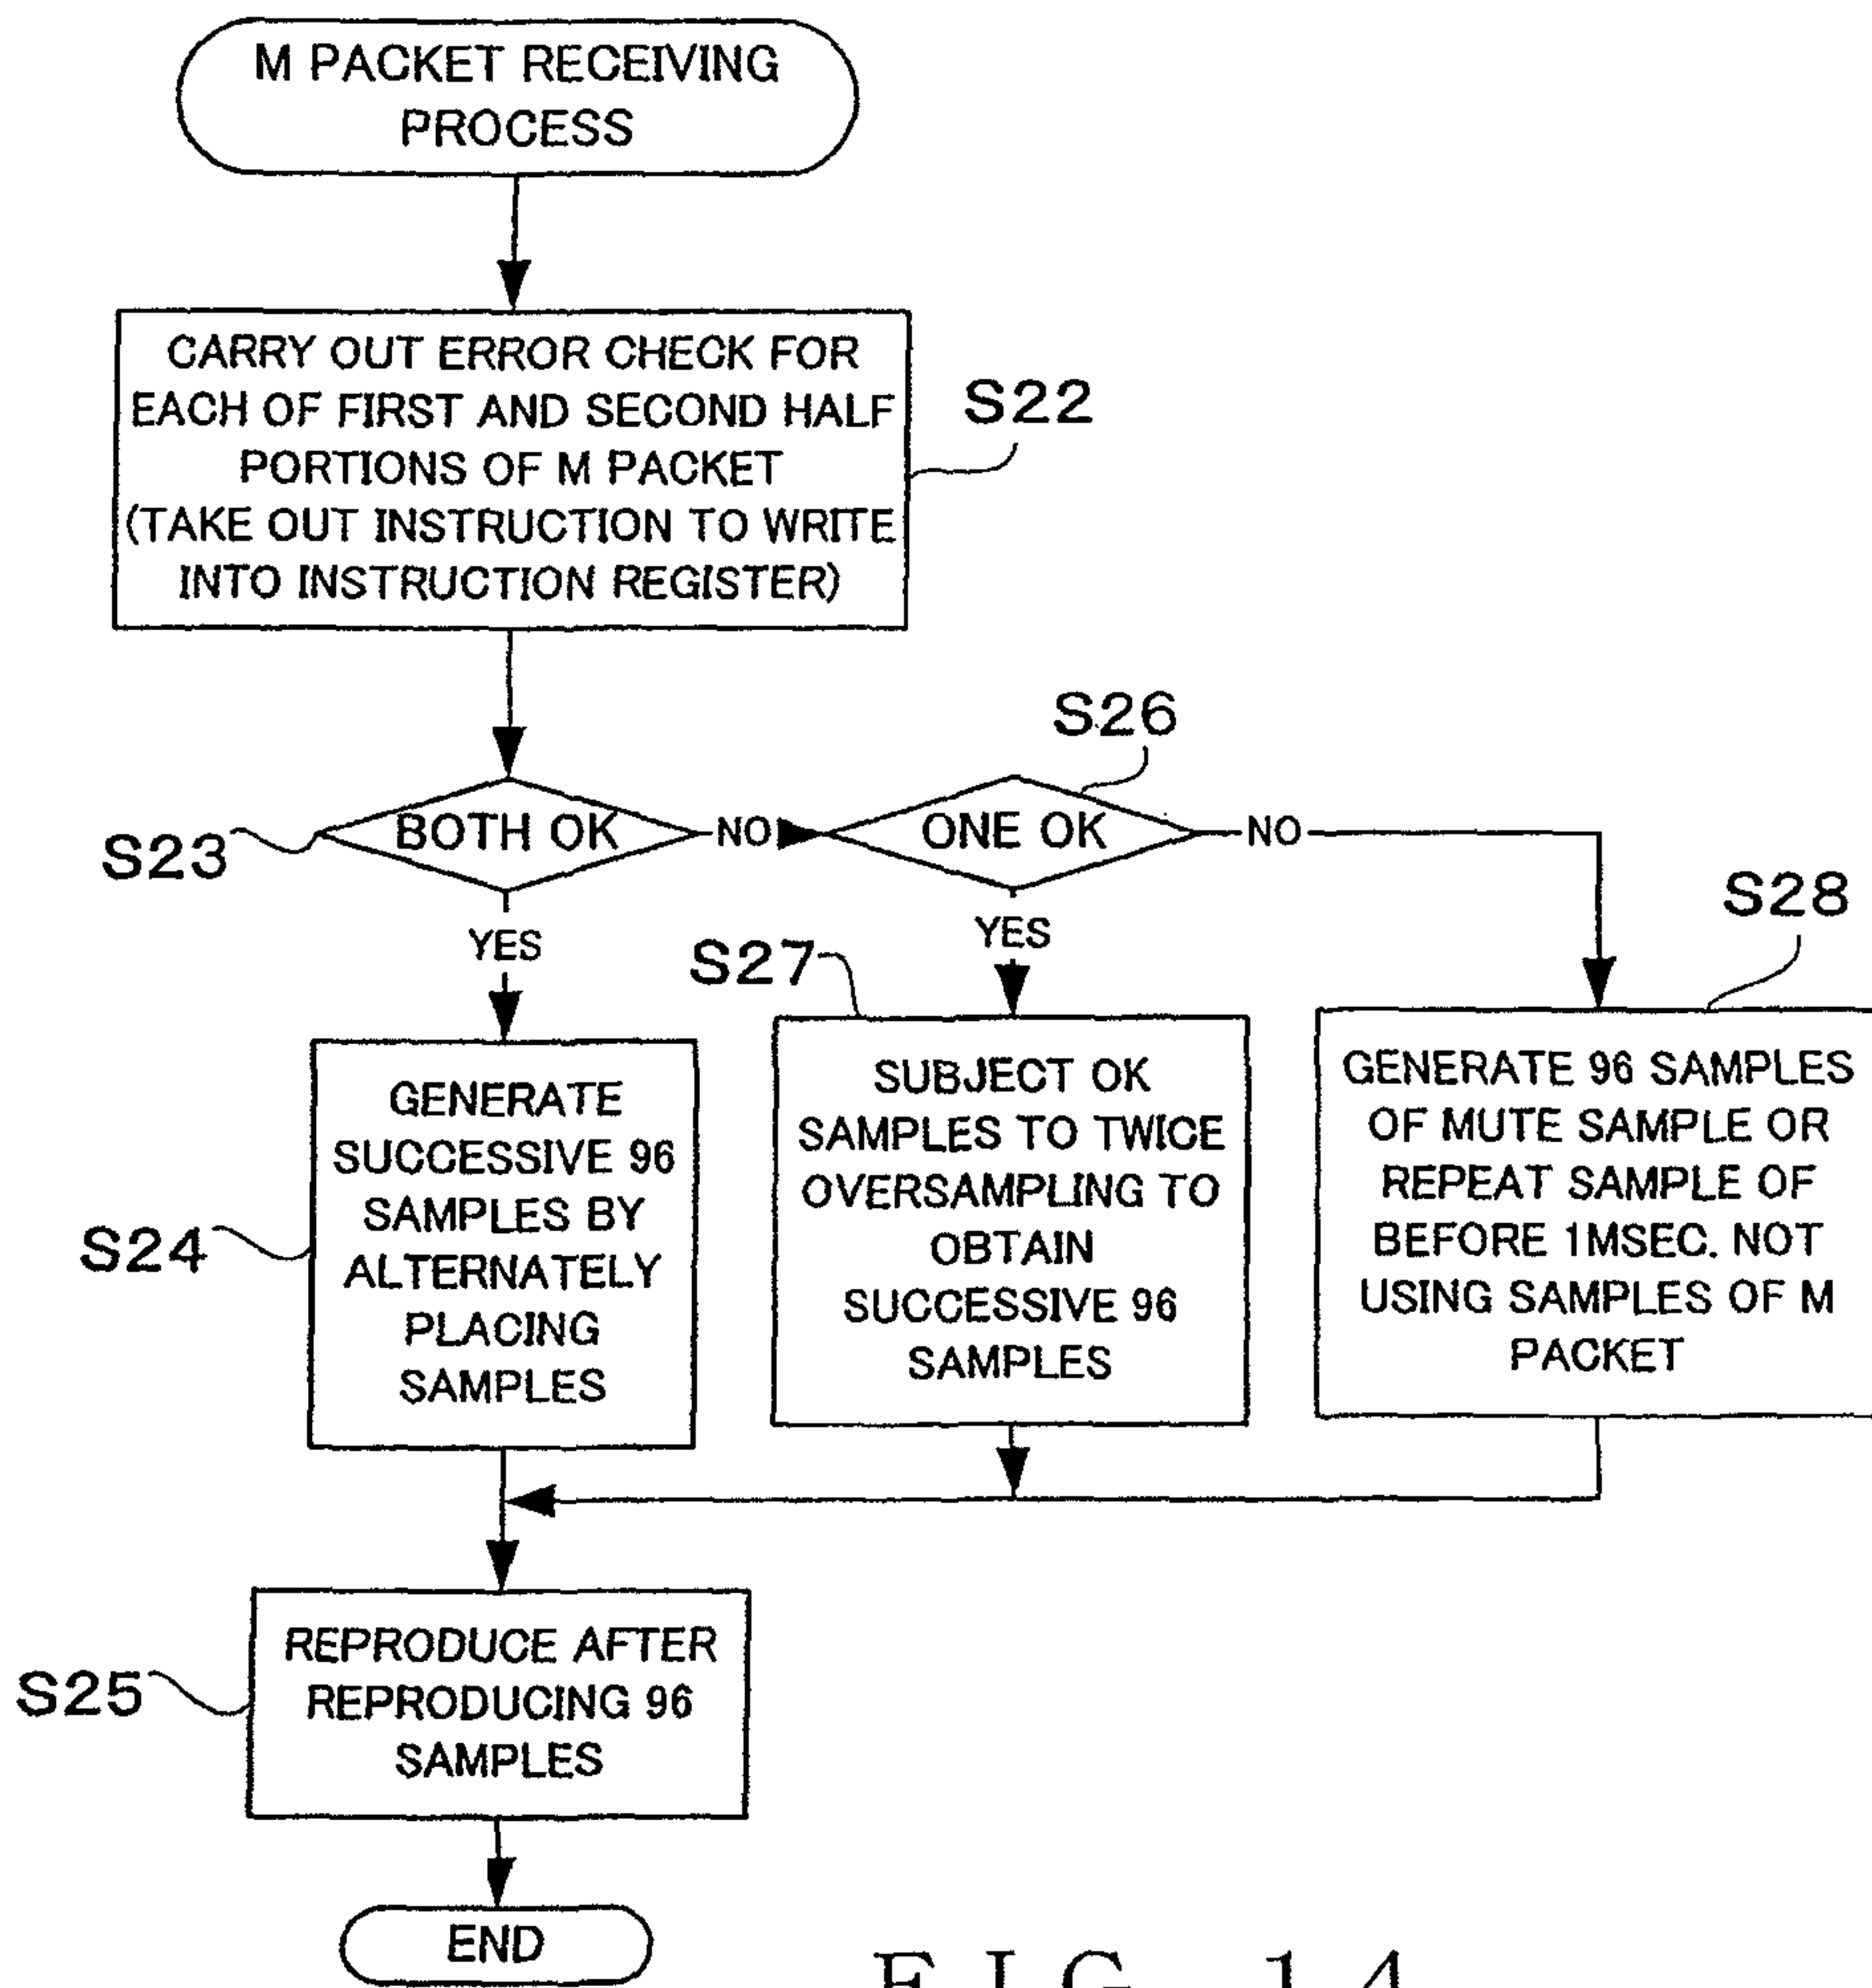 M PACKET RECEIVING
PROCESS
CARRY OUT ERROR CHECK FOR
EACH OF FIRST AND SECOND HALF
PORTIONS OF M PACKET
(TAKE OUT INSTRUCTION TO WRITE
INTO INSTRUCTION REGISTER)
S22
S26
S23
BOTH OK
NO
ONE OK
NO
S28
YES
YES
S27
S24
GENERATE
SUCCESSIVE 96
SAMPLES BY
ALTERNATELY
PLACING
SAMPLES
SUBJECT OK
SAMPLES TO TWICE
OVERSAMPLING TO
OBTAIN
SUCCESSIVE 96
SAMPLES
GENERATE 96 SAMPLES
OF MUTE SAMPLE OR
REPEAT SAMPLE OF
BEFORE 1MSEC. NOT
USING SAMPLES OF M
PACKET
S25
REPRODUCE AFTER
REPRODUCING 96
SAMPLES
END
FIG. 14